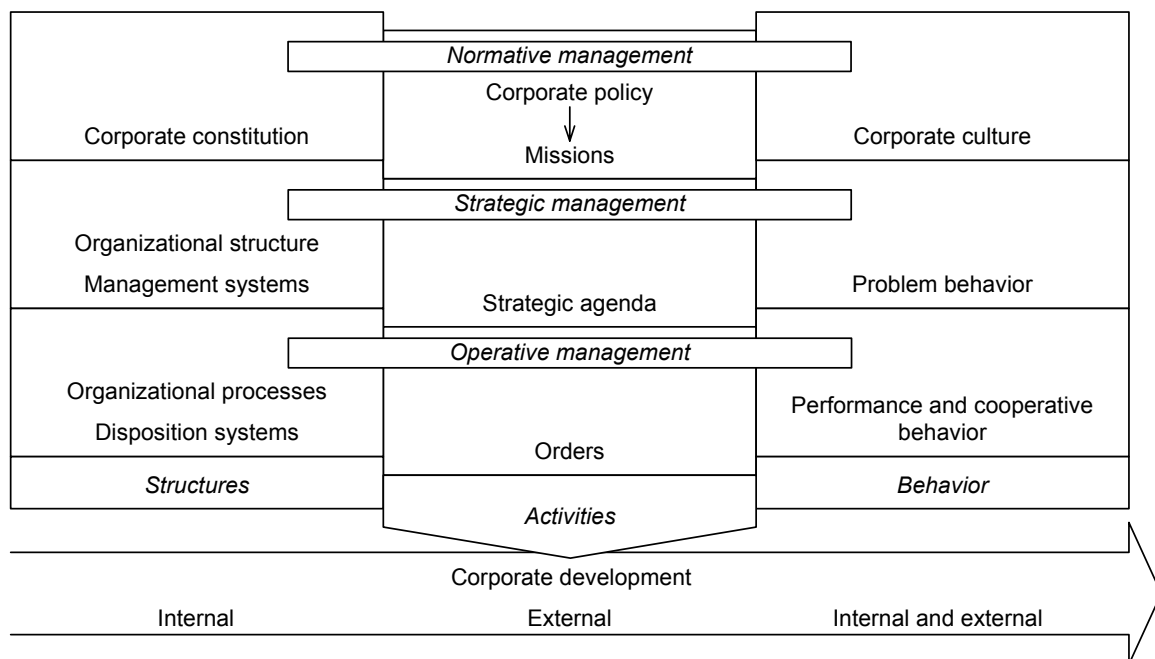 Normative management
Corporate policy
Corporate constitution
Missions
Corporate culture
Strategic management
Organizational structure
Management systems
Strategic agenda
Problem behavior
Operative management
Organizational processes
Disposition systems
Orders
Performance and cooperative
behavior
Structures
Activities
Behavior
Corporate development
Internal
External
Internal and external